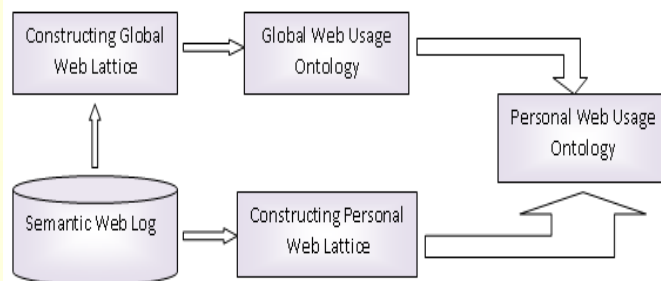 Constructing Global
Web Lattice
Global Web Usage
Ontology
Personal Web Usage
Ontology
Semantic Web Log
Constructing Personal
Web Lattice